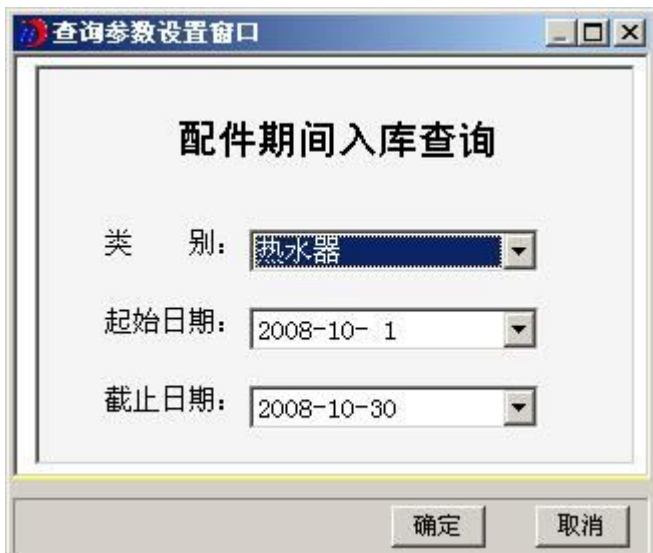 查询参数设置窗口
配件期间入库查询
类 别： 热水器
起始日期： 2008-10- 1
截止日期： 2008-10-30
确定 取消